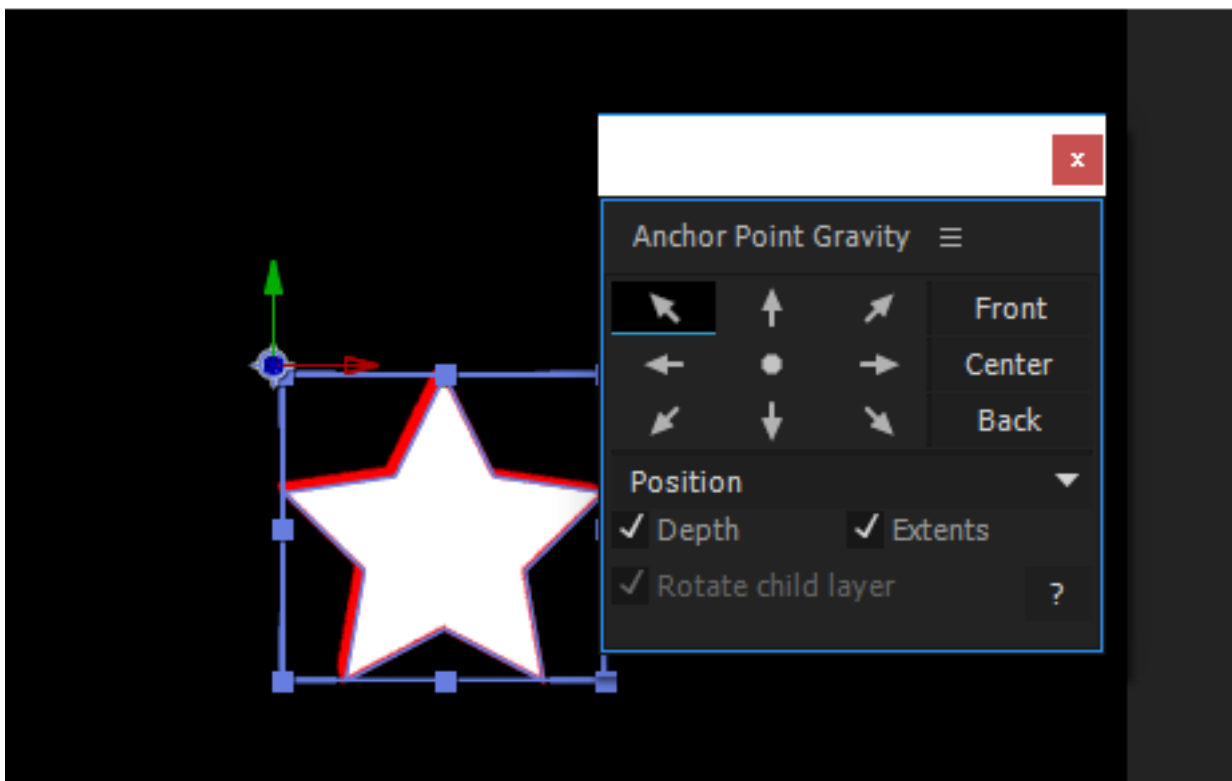 x
Anchor Point Gravity
Front
Center
Back
Position
Depth Extents
Rotate child layer ?